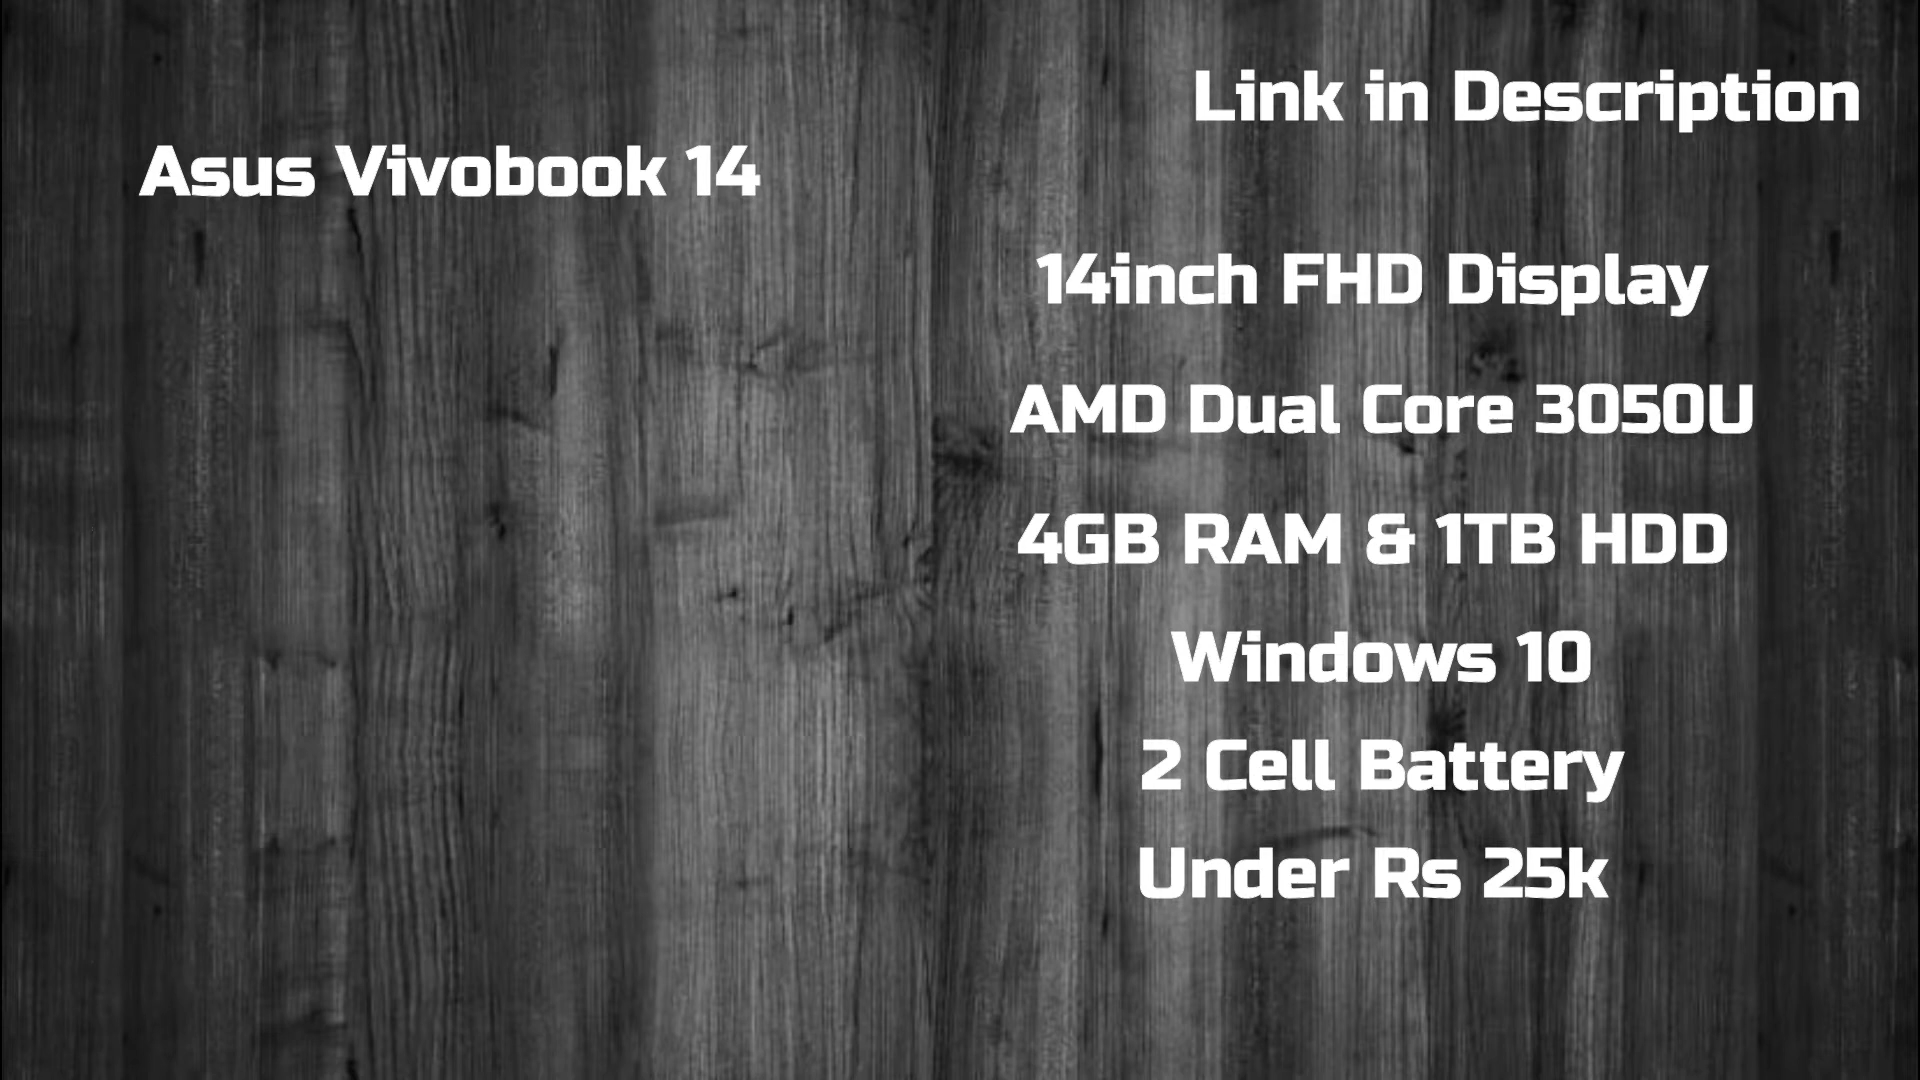 Link in Description
Asus Vivobook 14
14inch FHD Display
AMD Dual Core 3050U
4GB RAM & 1TB HDD
Windows 10
2 Cell Battery
Under Rs 25k